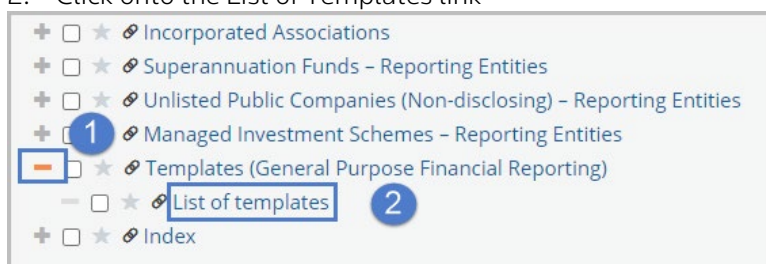 2. Click onto the List of Templates link
Incorporated Associations
Superannuation Funds – Reporting Entities
Unlisted Public Companies (Non-disclosing) – Reporting Entities
1 Managed Investment Schemes – Reporting Entities
Templates (General Purpose Financial Reporting)
List of templates 2
Index